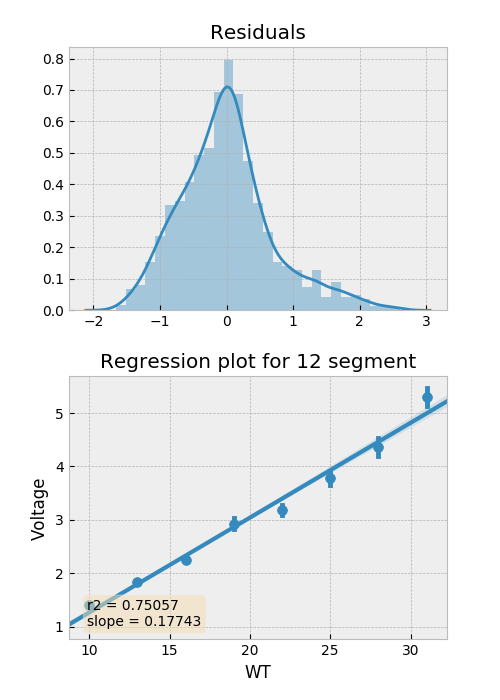 Residuals
0.8
0.7
0.6
0.5
0.4
0.3
0.2
0.1
0.0
−2 −1 0 1 2 3
Regression plot for 12 segment
5
4
3
2
1
Voltage
r2 = 0.75057
slope = 0.17743
10 15 20 25 30
WT